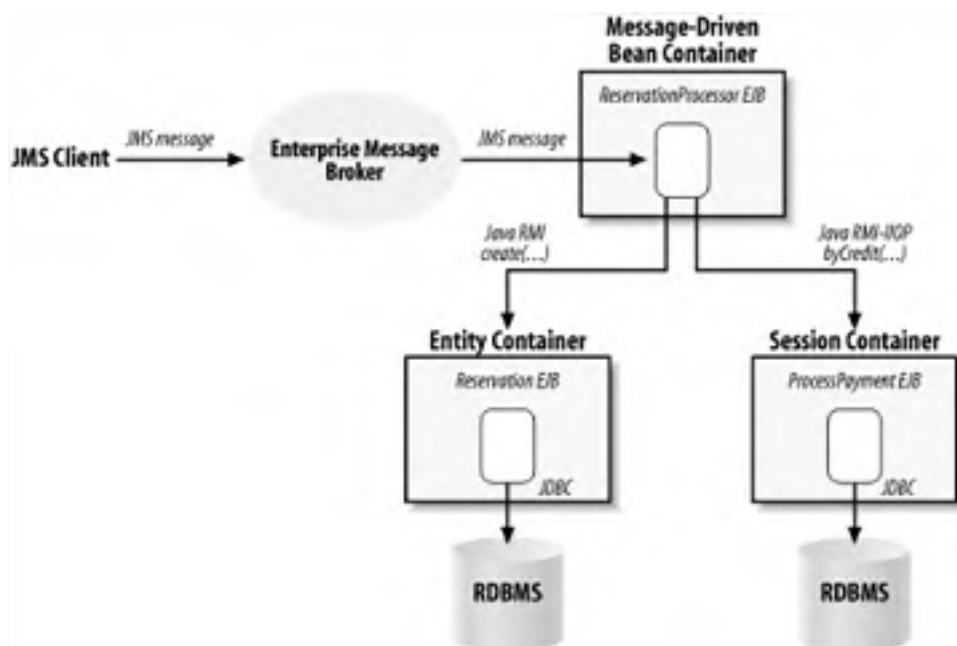 Message-Driven
Bean Container
ReservationProcessor EJB
JMS Client
JMS message
Enterprise Message
Broker
JMS message
Java RMI
create(...)
Java RMI-IIOP
byCredit(...)
Entity Container
Reservation EJB
JDBC
RDBMS
Session Container
ProcessPayment EJB
JDBC
RDBMS